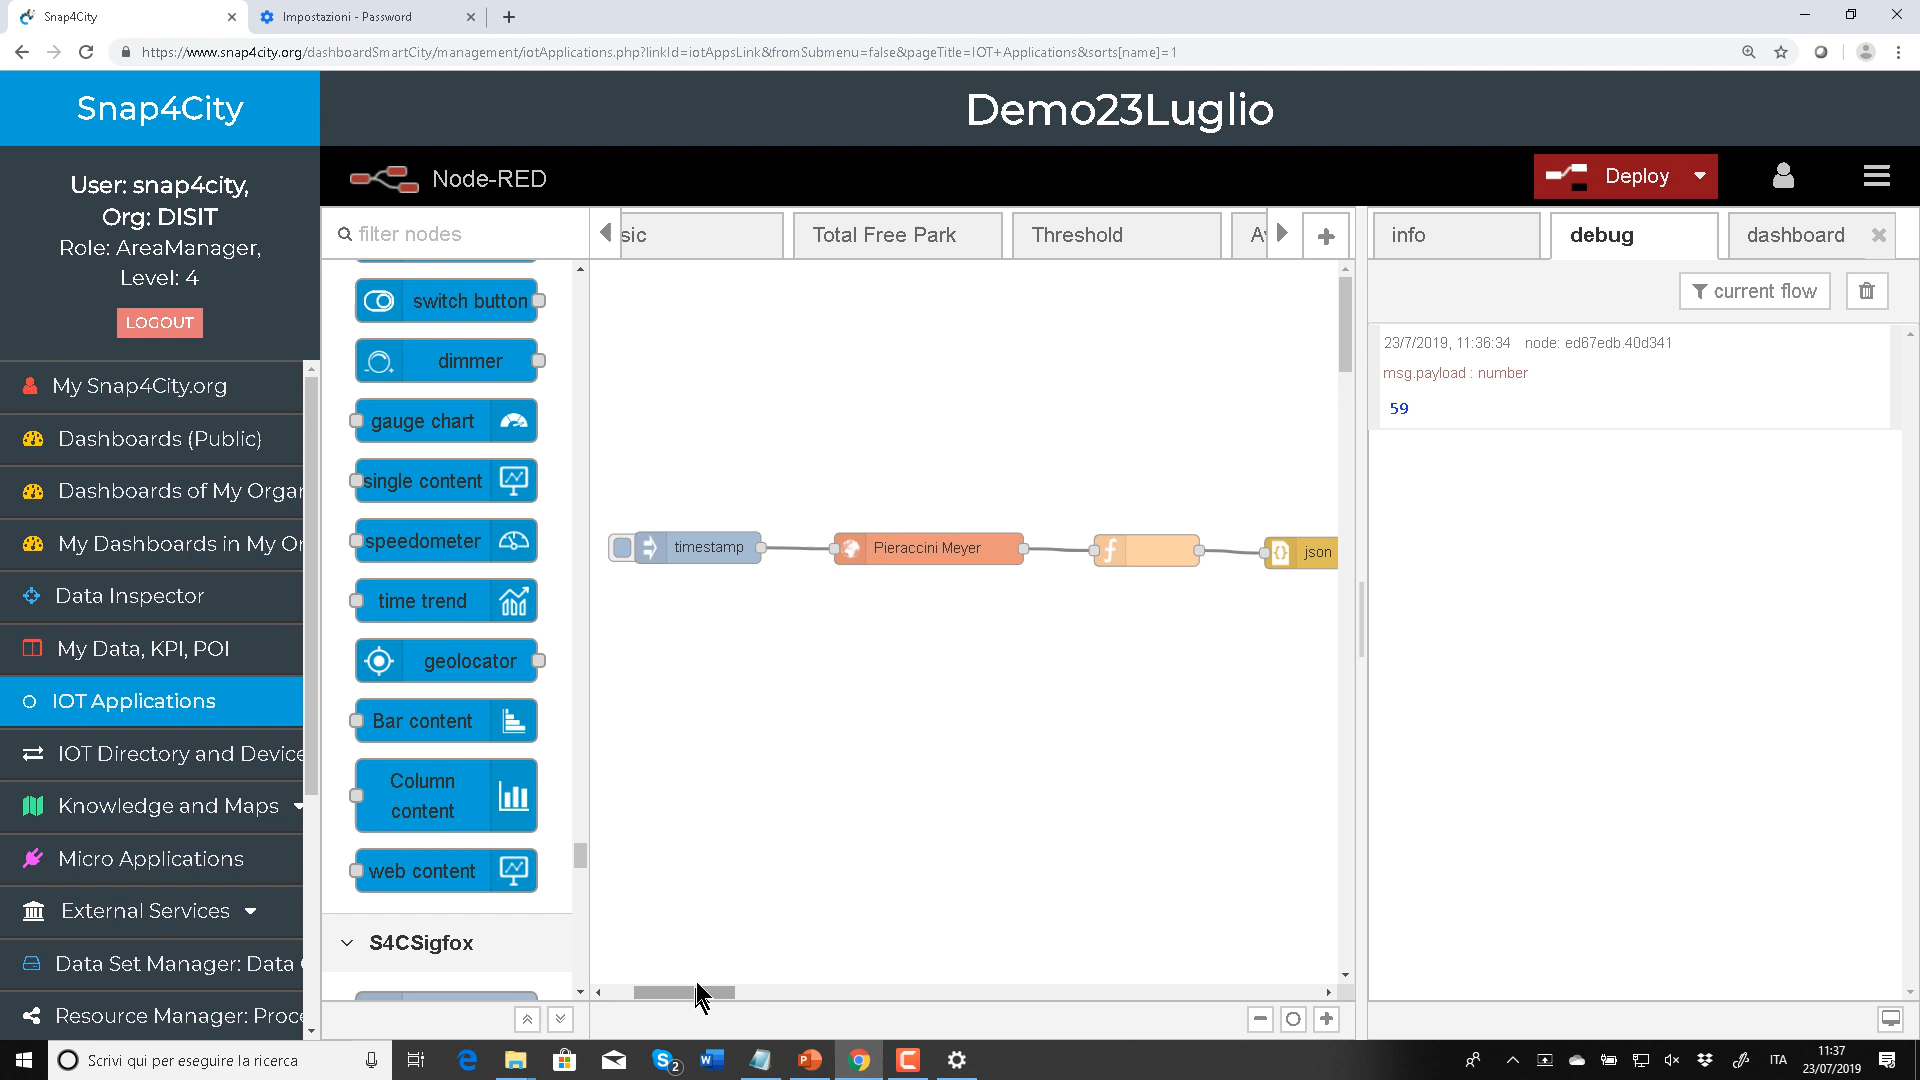 Snap4City
Impostazioni - Password
https://www.snap4city.org/dashboardSmartCity/management/iotApplications.php?linkId=iotAppsLink&fromSubmenu=false&pageTitle=IOT+Applications&sorts[name]=1
Snap4City
Demo23Luglio
User: snap4city,
Org: DISIT
Role: AreaManager,
Level: 4
LOGOUT
My Snap4City.org
Dashboards (Public)
Dashboards of My Organ
My Dashboards in My Or
Data Inspector
My Data, KPI, POI
IOT Applications
IOT Directory and Device
Knowledge and Maps
Micro Applications
External Services
Data Set Manager: Data
Resource Manager: Proce
Node-RED
Deploy
filter nodes
switch button
dimmer
gauge chart
single content
speedometer
time trend
geolocator
Bar content
Column
content
web content
S4CSigfox
sic
Total Free Park
Threshold
timestamp
Pieraccini Meyer
f
json
info
debug
dashboard
current flow
23/7/2019, 11:36:34 node: ed67edb.40d341
msg.payload : number
59
Scrivi qui per eseguire la ricerca
2
ITA
11:37
23/07/2019